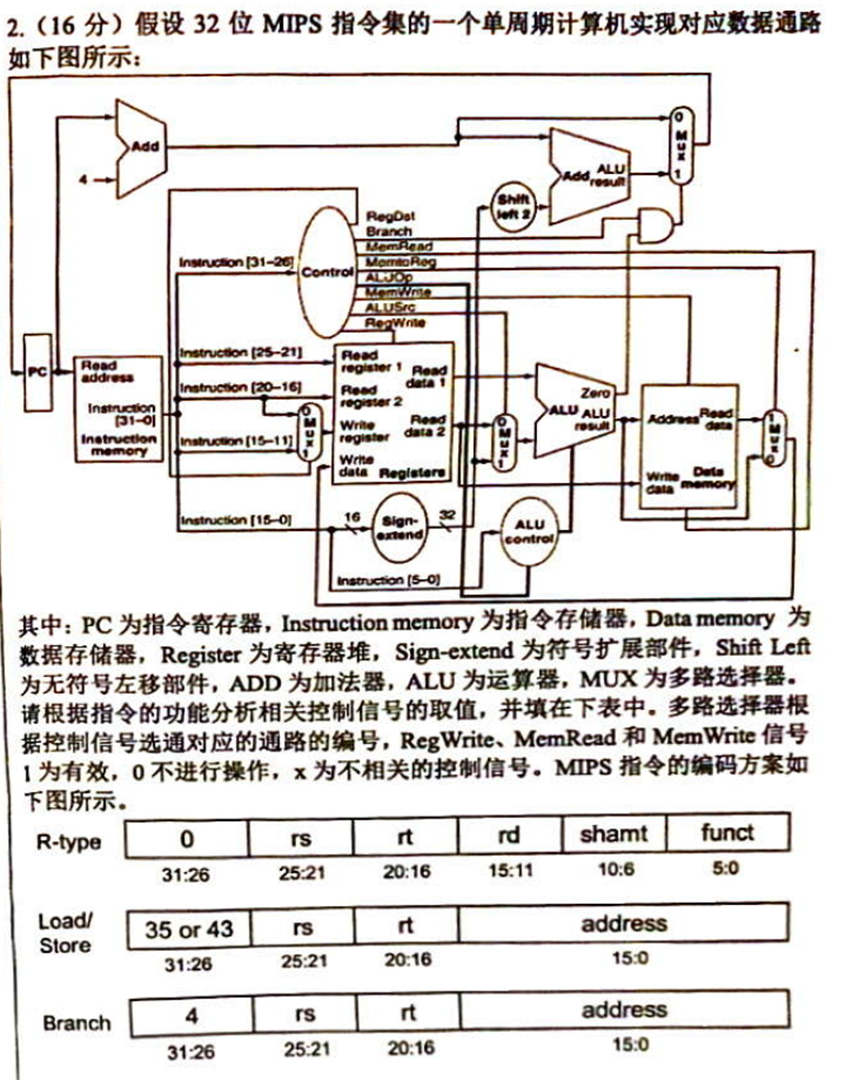 2.（16 分）假设 32 位 MIPS 指令集的一个单周期计算机实现对应数据通路
如下图所示：
0
M
u
x
1
Add
4
Add ALU
result
Shift
left 2
RegDst
Branch
MemRead
MemtoReg
ALUOp
MemWrite
ALUSrc
RegWrite
Instruction [31–26]
Control
PC
Read
address
Instruction
[31–0]
Instruction
memory
Instruction [25–21]
Instruction [20–16]
Instruction [15–11]
0
M
u
x
1
Read
register 1
Read
data 1
Read
register 2
Write
register
Read
data 2
Write
data
Registers
0
M
u
x
1
Zero
ALU ALU
result
Address
Read
data
Write
data
Data
memory
1
M
u
x
0
Instruction [15–0]
16
Sign-
extend
32
ALU
control
Instruction [5–0]
其中：PC 为指令寄存器，Instruction memory 为指令存储器，Data memory 为
数据存储器，Register 为寄存器堆，Sign-extend 为符号扩展部件，Shift Left
为无符号左移部件，ADD 为加法器，ALU 为运算器，MUX 为多路选择器。
请根据指令的功能分析相关控制信号的取值，并填在下表中。多路选择器根
据控制信号选通对应的通路的编号，RegWrite、MemRead 和 MemWrite 信号
1 为有效，0 不进行操作，x 为不相关的控制信号。MIPS 指令的编码方案如
下图所示。
R-type 0 rs rt rd shamt funct
31:26 25:21 20:16 15:11 10:6 5:0
Load/
Store
35 or 43 rs rt address
31:26 25:21 20:16 15:0
Branch 4 rs rt address
31:26 25:21 20:16 15:0